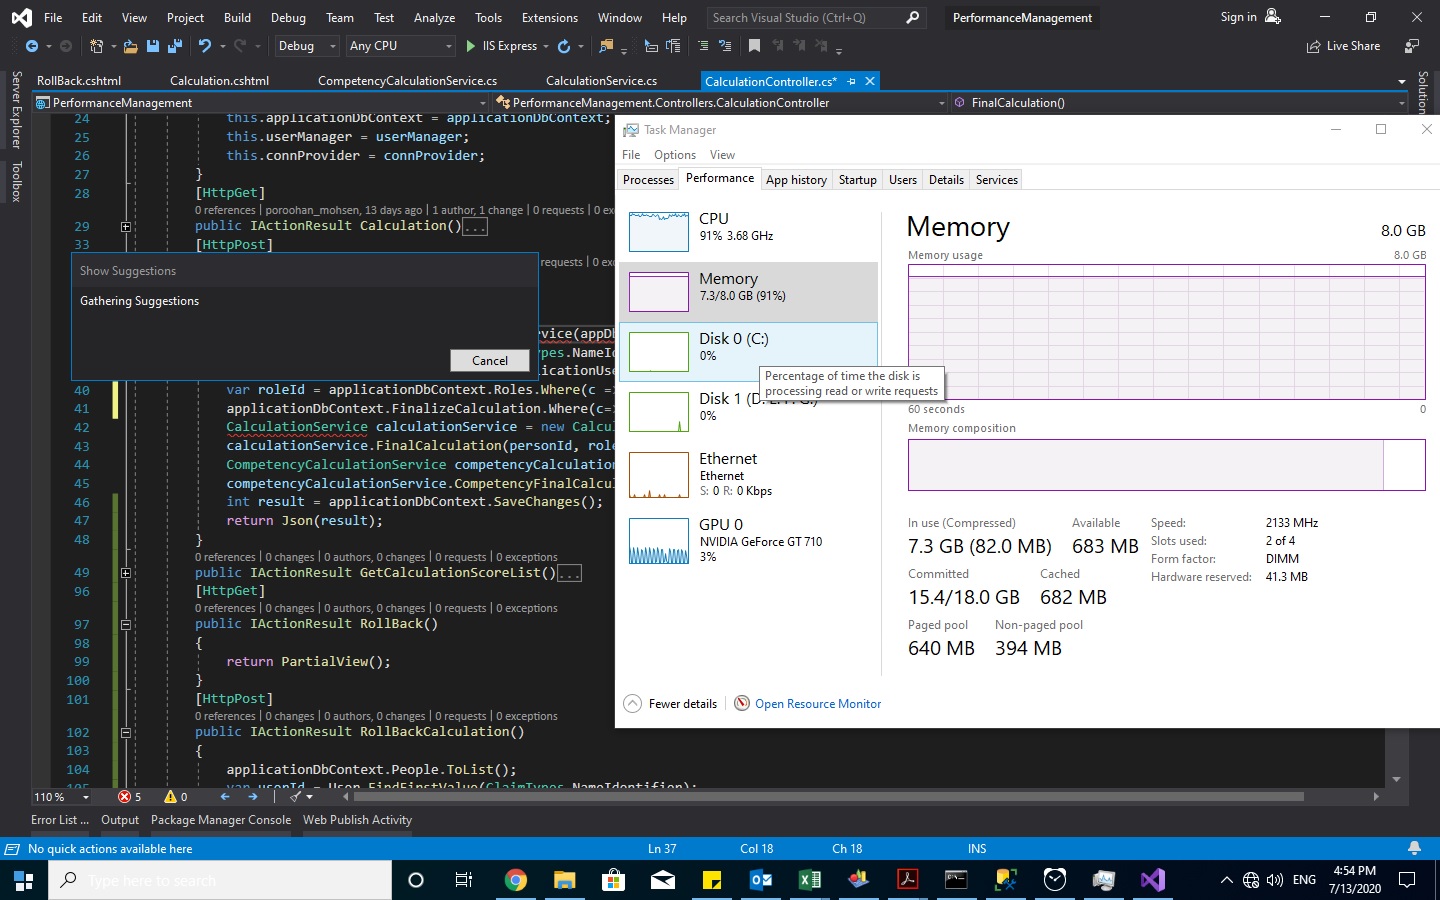 File Edit View Project Build Debug Team Test Analyze Tools Extensions Window Help Search Visual Studio (Ctrl+Q) PerformanceManagement Sign in
Debug Any CPU IIS Express Live Share
RollBack.cshtml Calculation.cshtml CompetencyCalculationService.cs CalculationService.cs CalculationController.cs*
PerformanceManagement PerformanceManagement.Controllers.CalculationController FinalCalculation()
Server Explorer
Toolbox
Solution
24 this.applicationDbContext = applicationDbContext;
25 this.userManager = userManager;
26 this.connProvider = connProvider;
27 }
28 [HttpGet]
0 references | poroohan_mohsen, 13 days ago | 1 author, 1 change | 0 requests | 0 ex
29 public IActionResult Calculation()...
33 [HttpPost]
requests | 0 ex
Show Suggestions
Gathering Suggestions
Cancel
vice(appDb
pes.NameId
licationUse
40 var roleId = applicationDbContext.Roles.Where(c =
41 applicationDbContext.FinalizeCalculation.Where(c=
42 CalculationService calculationService = new Calcu
43 calculationService.FinalCalculation(personId, role
44 CompetencyCalculationService competencyCalculation
45 competencyCalculationService.CompetencyFinalCalcu
46 int result = applicationDbContext.SaveChanges();
47 return Json(result);
48 }
0 references | 0 changes | 0 authors, 0 changes | 0 requests | 0 exceptions
49 public IActionResult GetCalculationScoreList()...
96 [HttpGet]
0 references | 0 changes | 0 authors, 0 changes | 0 requests | 0 exceptions
97 public IActionResult RollBack()
98 {
99 return PartialView();
100 }
101 [HttpPost]
0 references | 0 changes | 0 authors, 0 changes | 0 requests | 0 exceptions
102 public IActionResult RollBackCalculation()
103 {
104 applicationDbContext.People.ToList();
105 var userId = User.FindFirstValue(ClaimTypes.NameIdentifier);
Task Manager
File Options View
Processes Performance App history Startup Users Details Services
CPU
91% 3.68 GHz
Memory
7.3/8.0 GB (91%)
Disk 0 (C:)
0%
Percentage of time the disk is
processing read or write requests
Disk 1
0%
Ethernet
Ethernet
S: 0 R: 0 Kbps
GPU 0
NVIDIA GeForce GT 710
3%
Memory 8.0 GB
Memory usage 8.0 GB
60 seconds 0
Memory composition
In use (Compressed) Available
7.3 GB (82.0 MB) 683 MB
Committed Cached
15.4/18.0 GB 682 MB
Paged pool Non-paged pool
640 MB 394 MB
Speed: 2133 MHz
Slots used: 2 of 4
Form factor: DIMM
Hardware reserved: 41.3 MB
Fewer details Open Resource Monitor
110 % 5 0
Error List ... Output Package Manager Console Web Publish Activity
No quick actions available here Ln 37 Col 18 Ch 18 INS
Type here to search
ENG
4:54 PM
7/13/2020